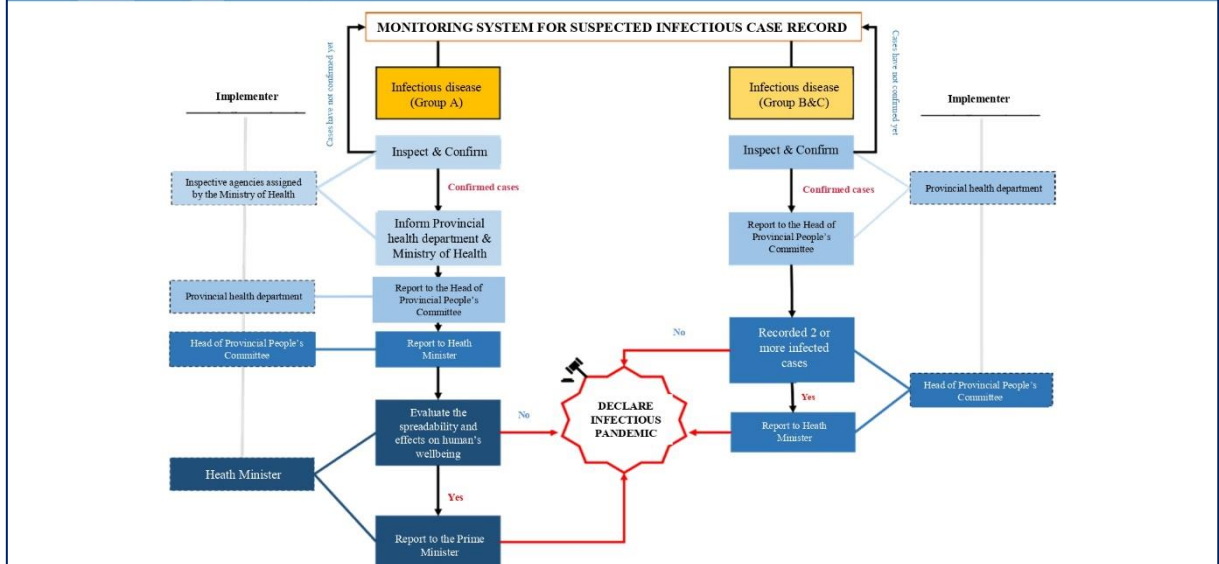 MONITORING SYSTEM FOR SUSPECTED INFECTIOUS CASE RECORD
Cases have not confirmed yet
Cases have not confirmed yet
Infectious disease
(Group A)
Infectious disease
(Group B&C)
Implementer
Implementer
Inspect & Confirm
Inspect & Confirm
Inspective agencies assigned
by the Ministry of Health
Confirmed cases
Confirmed cases
Provincial health department
Inform Provincial
health department &
Ministry of Health
Report to the Head of
Provincial People's
Committee
Provincial health department
Report to the Head of
Provincial People's
Committee
Head of Provincial People's
Committee
Report to Heath
Minister
No
Recorded 2 or
more infected
cases
Head of Provincial People's
Committee
Yes
Evaluate the
spreadability and
effects on human's
wellbeing
No
DECLARE
INFECTIOUS
PANDEMIC
Report to Heath
Minister
Heath Minister
Yes
Report to the Prime
Minister